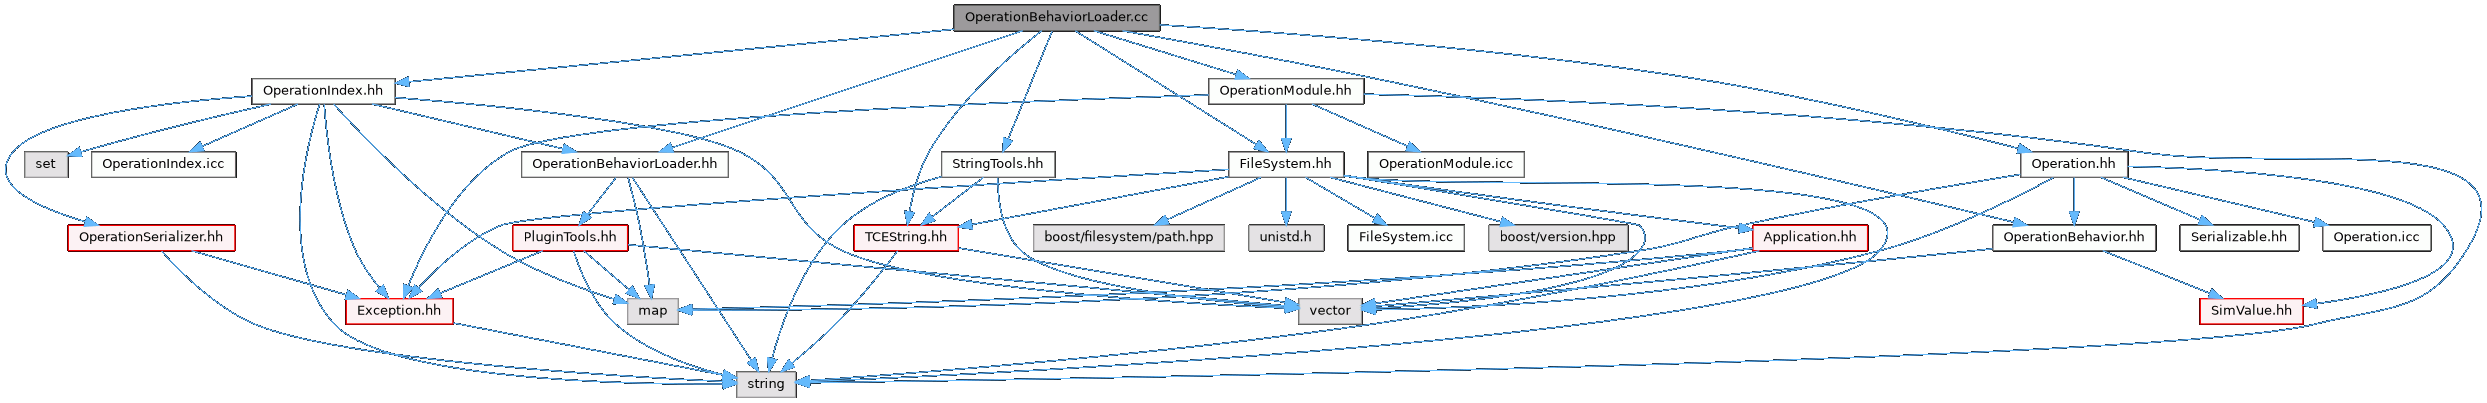 OperationBehaviorLoader.cc
OperationIndex.hh
OperationModule.hh
set
OperationIndex.icc
OperationBehaviorLoader.hh
StringTools.hh
FileSystem.hh
OperationModule.icc
Operation.hh
OperationSerializer.hh
PluginTools.hh
TCEString.hh
boost/filesystem/path.hpp
unistd.h
FileSystem.icc
boost/version.hpp
Application.hh
OperationBehavior.hh
Serializable.hh
Operation.icc
Exception.hh
map
vector
SimValue.hh
string